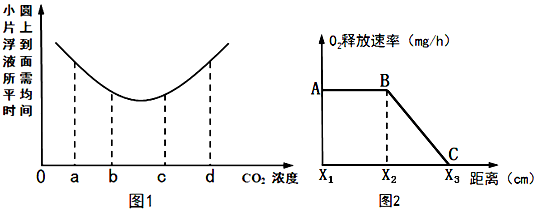 小圆
片上
浮到
液面
所需
平均
时间
0 a b c d CO₂ 浓度
图1
O₂释放速率(mg/h)
A B
C
X₁ X₂ X₃ 距离(cm)
图2